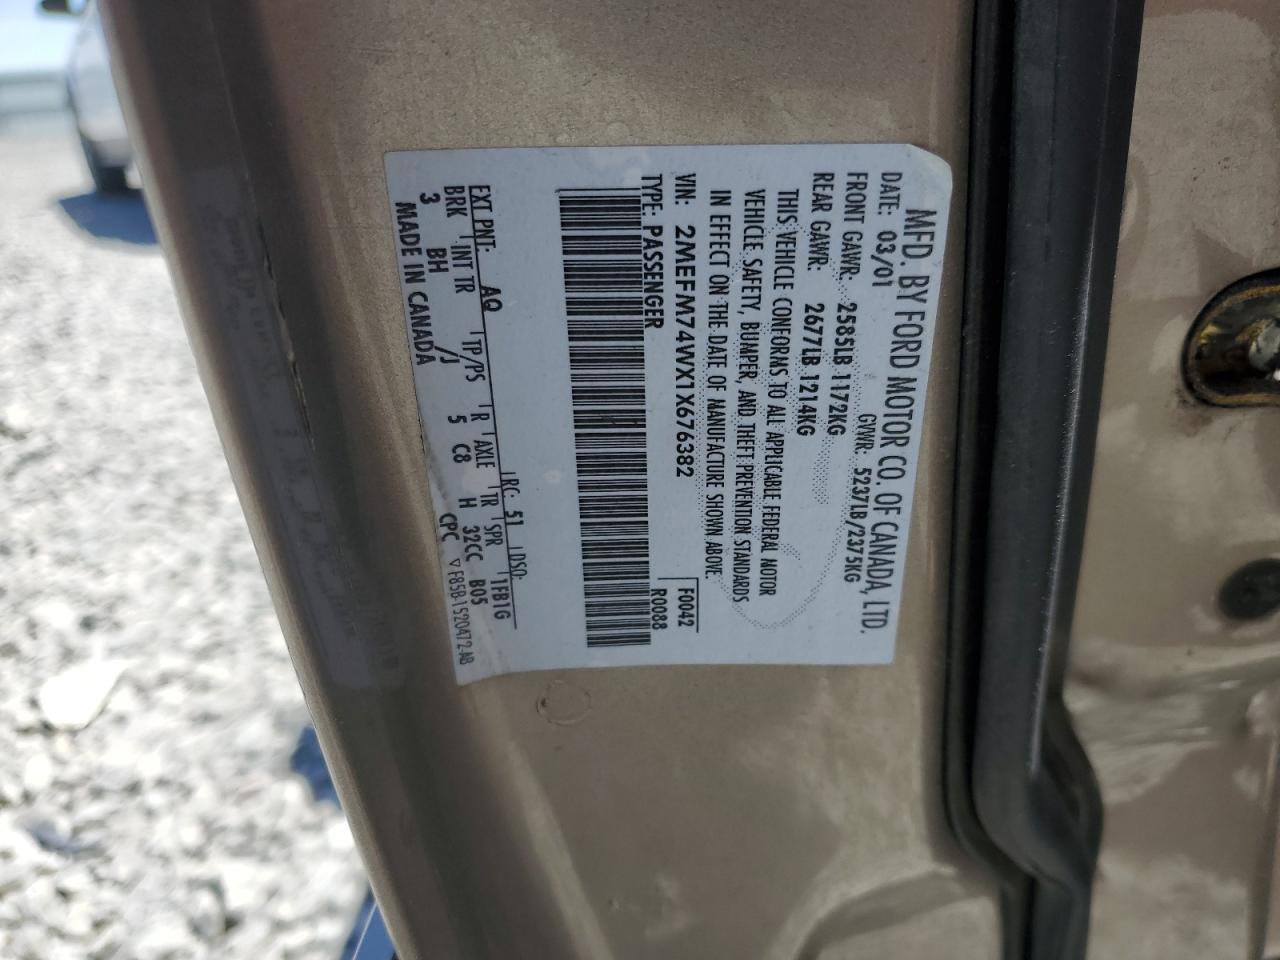 MFD. BY FORD MOTOR CO. OF CANADA, LTD.
DATE: 03/01 GVWR: 5237LB/2375KG
FRONT GAWR: 2585LB 1172KG
REAR GAWR: 2677LB 1214KG
THIS VEHICLE CONFORMS TO ALL APPLICABLE FEDERAL MOTOR
VEHICLE SAFETY, BUMPER, AND THEFT PREVENTION STANDARDS
IN EFFECT ON THE DATE OF MANUFACTURE SHOWN ABOVE.
VIN: 2MEFM74WX1X676382 F0042
TYPE: PASSENGER R0088
EXT PNT: AQ RC: 51 DSO:
BRK INT TR TP/PS R AXLE TR SPR 1FB1G
3 BH /J 5 C8 H 32CC B05
MADE IN CANADA CPC ▽ F85B-1520472-AB